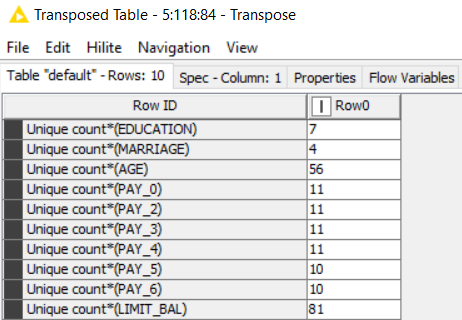 Transposed Table - 5:118:84 - Transpose
File Edit Hilite Navigation View
Table "default" - Rows: 10 Spec - Column: 1 Properties Flow Variables
Row ID I Row0
Unique count*(EDUCATION) 7
Unique count*(MARRIAGE) 4
Unique count*(AGE) 56
Unique count*(PAY_0) 11
Unique count*(PAY_2) 11
Unique count*(PAY_3) 11
Unique count*(PAY_4) 11
Unique count*(PAY_5) 10
Unique count*(PAY_6) 10
Unique count*(LIMIT_BAL) 81